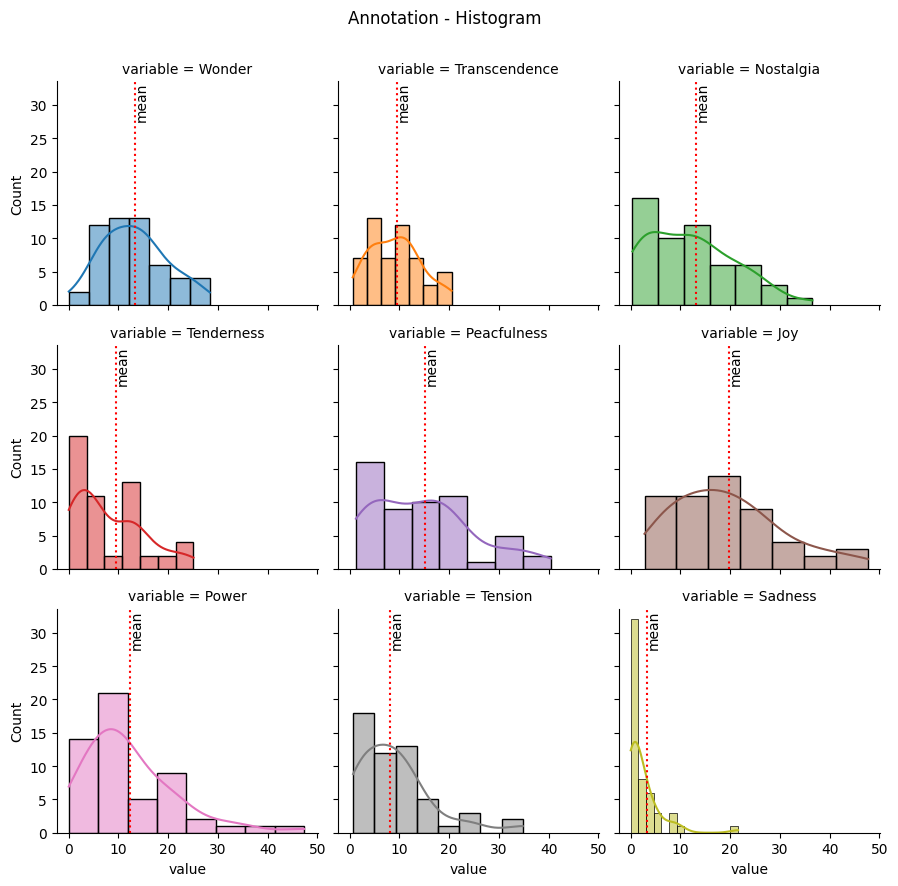 Annotation - Histogram
variable = Wonder
variable = Transcendence
variable = Nostalgia
30
25
20
15
10
5
0
Count
mean
mean
mean
variable = Tenderness
variable = Peacfulness
variable = Joy
30
25
20
15
10
5
0
Count
mean
mean
mean
variable = Power
variable = Tension
variable = Sadness
30
25
20
15
10
5
0
Count
mean
mean
mean
0 10 20 30 40 50
0 10 20 30 40 50
0 10 20 30 40 50
value
value
value